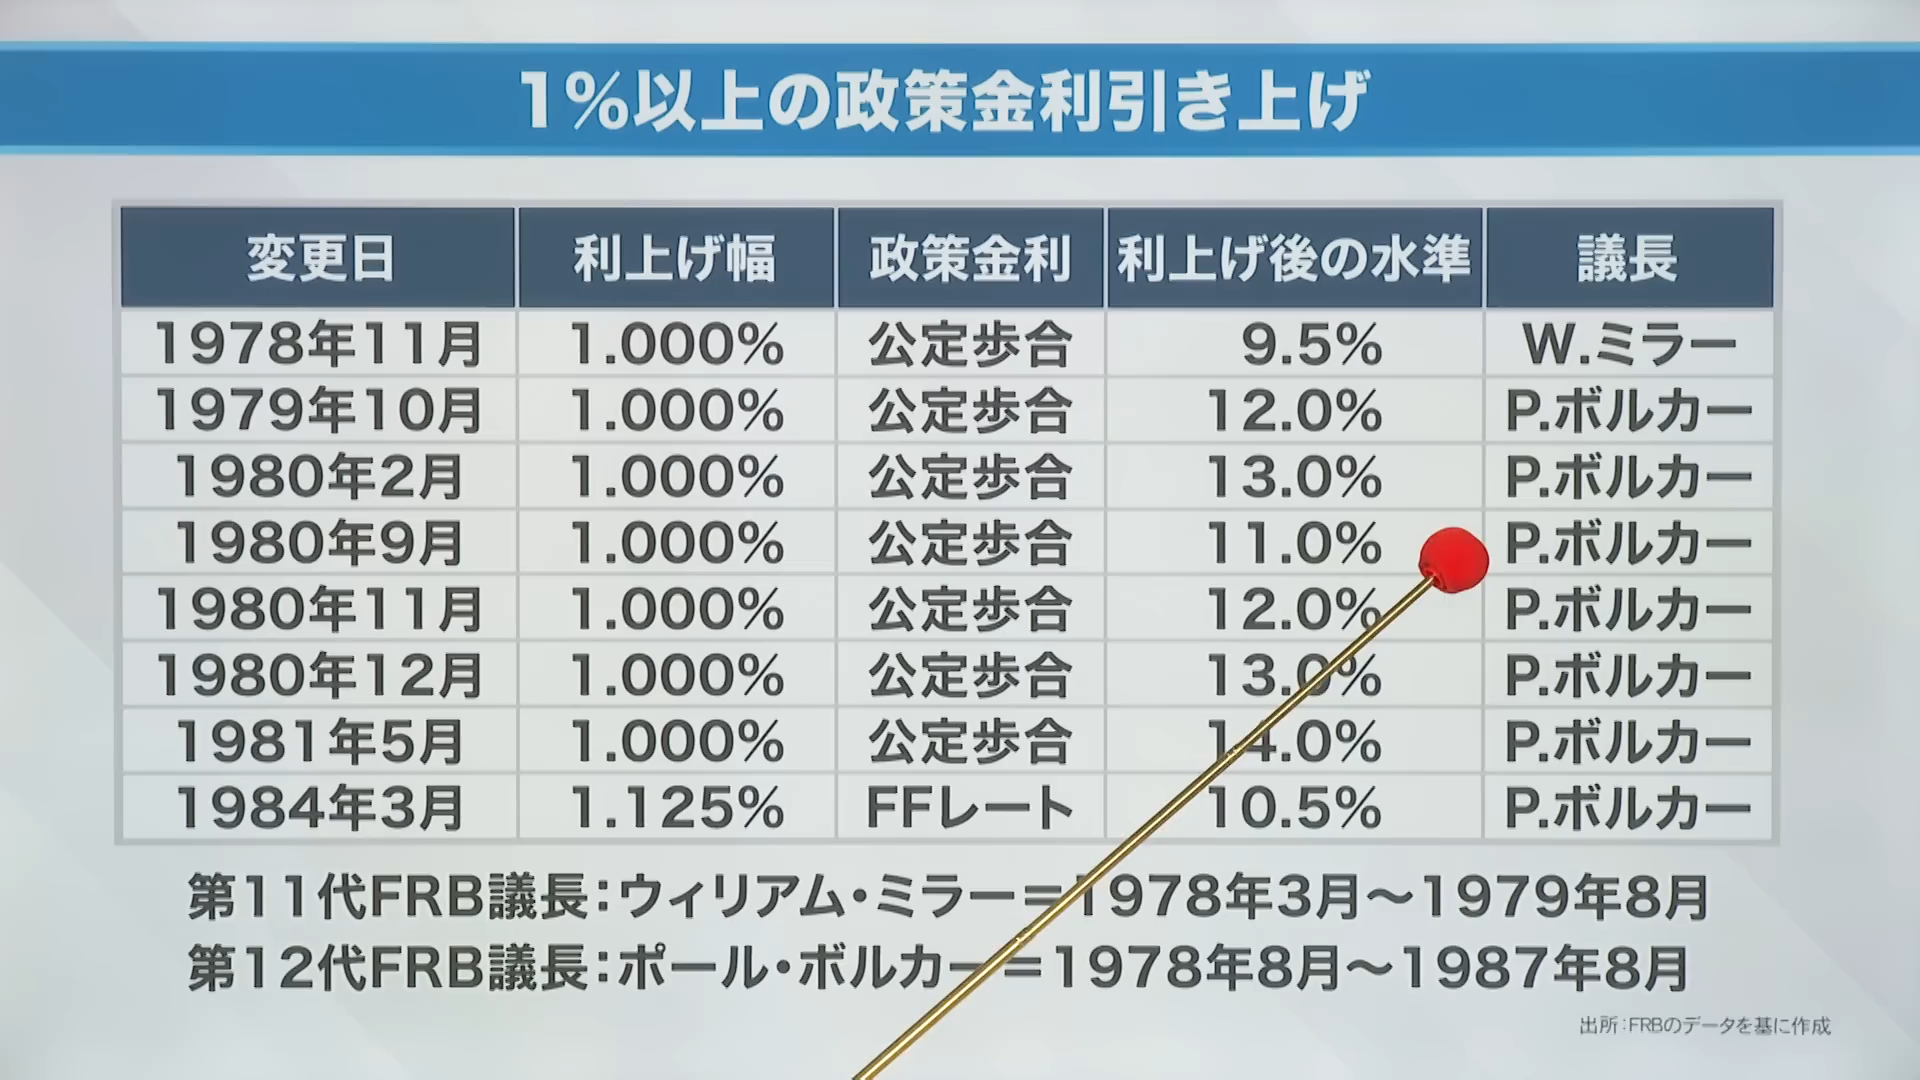 1%以上の政策金利引き上げ
変更日 利上げ幅 政策金利 利上げ後の水準 議長
1978年11月 1.000% 公定歩合 9.5% W.ミラー
1979年10月 1.000% 公定歩合 12.0% P.ボルカー
1980年2月 1.000% 公定歩合 13.0% P.ボルカー
1980年9月 1.000% 公定歩合 11.0% P.ボルカー
1980年11月 1.000% 公定歩合 12.0% P.ボルカー
1980年12月 1.000% 公定歩合 13.0% P.ボルカー
1981年5月 1.000% 公定歩合 14.0% P.ボルカー
1984年3月 1.125% FFレート 10.5% P.ボルカー
第11代FRB議長:ウィリアム・ミラー=1978年3月〜1979年8月
第12代FRB議長:ポール・ボルカー=1978年8月〜1987年8月
出所:FRBのデータを基に作成